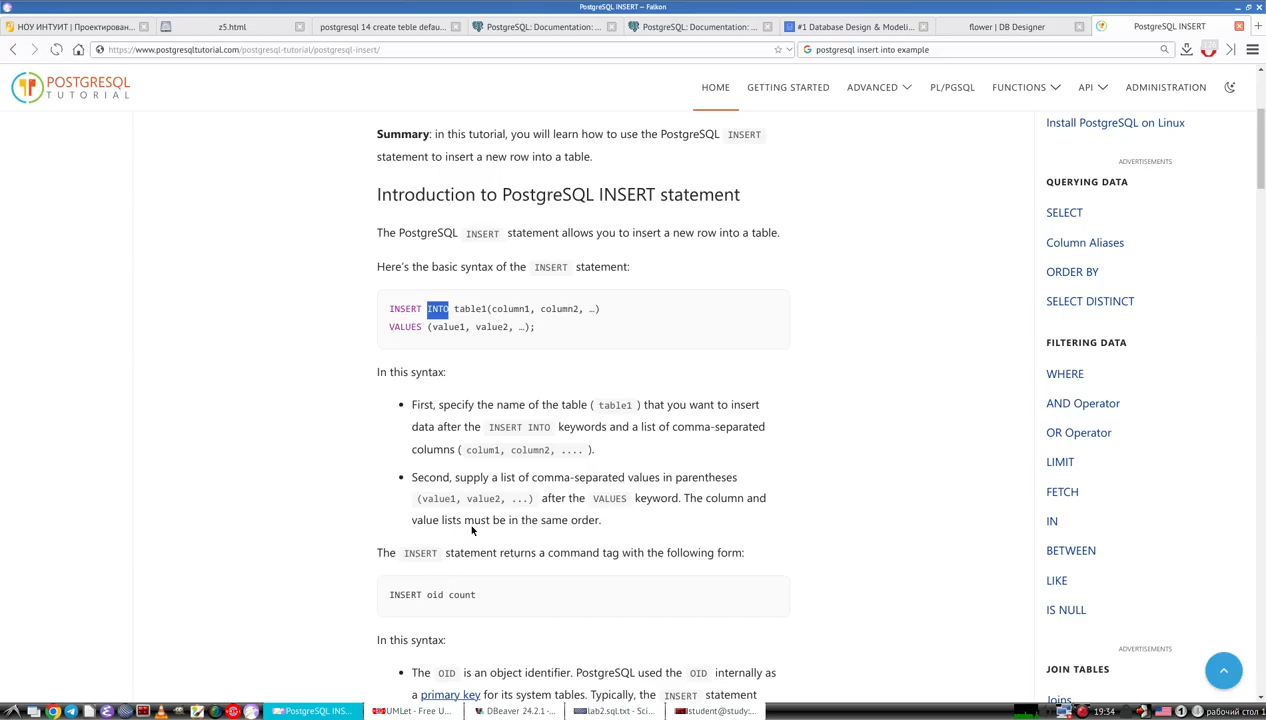 PostgreSQL INSERT — Falkon
НОУ ИНТУИТ | Проектирован...
z5.html
postgresql 14 create teble defau...
PostgreSQL: Documentation: ...
PostgreSQL: Documentation: ...
#1 Database Design & Modeli...
flower | DB Designer
PostgreSQL INSERT
https://www.postgresqltutorial.com/postgresql-tutorial/postgresql-insert/
postgresql insert into example
POSTGRESQL
TUTORIAL
HOME
GETTING STARTED
ADVANCED
PL/PGSQL
FUNCTIONS
API
ADMINISTRATION
Summary: in this tutorial, you will learn how to use the PostgreSQL INSERT
statement to insert a new row into a table.
Introduction to PostgreSQL INSERT statement
The PostgreSQL INSERT statement allows you to insert a new row into a table.
Here's the basic syntax of the INSERT statement:
INSERT INTO table1(column1, column2, …)
VALUES (value1, value2, …);
In this syntax:
• First, specify the name of the table ( table1 ) that you want to insert
data after the INSERT INTO keywords and a list of comma-separated
columns ( colum1, column2, .... ).
• Second, supply a list of comma-separated values in parentheses
(value1, value2, ...) after the VALUES keyword. The column and
value lists must be in the same order.
The INSERT statement returns a command tag with the following form:
INSERT oid count
In this syntax:
• The OID is an object identifier. PostgreSQL used the OID internally as
a primary key for its system tables. Typically, the INSERT statement
Install PostgreSQL on Linux
ADVERTISEMENTS
QUERYING DATA
SELECT
Column Aliases
ORDER BY
SELECT DISTINCT
FILTERING DATA
WHERE
AND Operator
OR Operator
LIMIT
FETCH
IN
BETWEEN
LIKE
IS NULL
ADVERTISEMENTS
JOIN TABLES
Joins
PostgreSQL INS...
UMLet - Free U...
DBeaver 24.2.1 -...
lab2.sql.txt - Sci...
student@study:...
19:34
рабочий стол 1